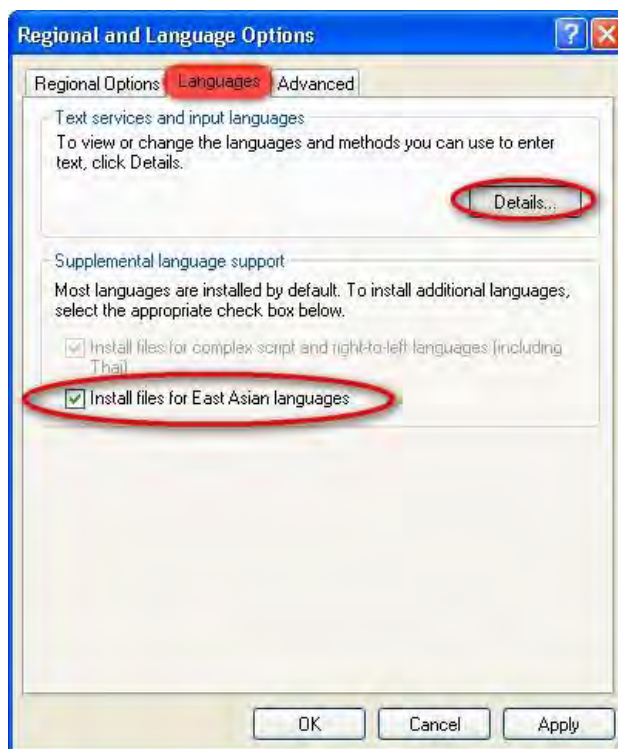 Regional and Language Options
Regional Options Languages Advanced
Text services and input languages
To view or change the languages and methods you can use to enter
text, click Details.
Details...
Supplemental language support
Most languages are installed by default. To install additional languages,
select the appropriate check box below.
Install files for complex script and right-to-left languages (including
Thai)
Install files for East Asian languages
OK Cancel Apply